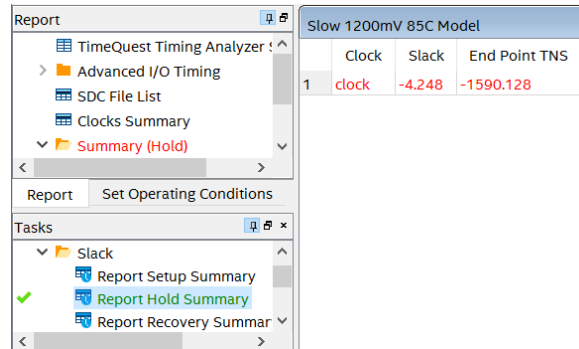 Report
TimeQuest Timing Analyzer
Advanced I/O Timing
SDC File List
Clocks Summary
Summary (Hold)
Report Set Operating Conditions
Tasks
Slack
Report Setup Summary
Report Hold Summary
Report Recovery Summar
Slow 1200mV 85C Model
Clock Slack End Point TNS
1 clock -4.248 -1590.128